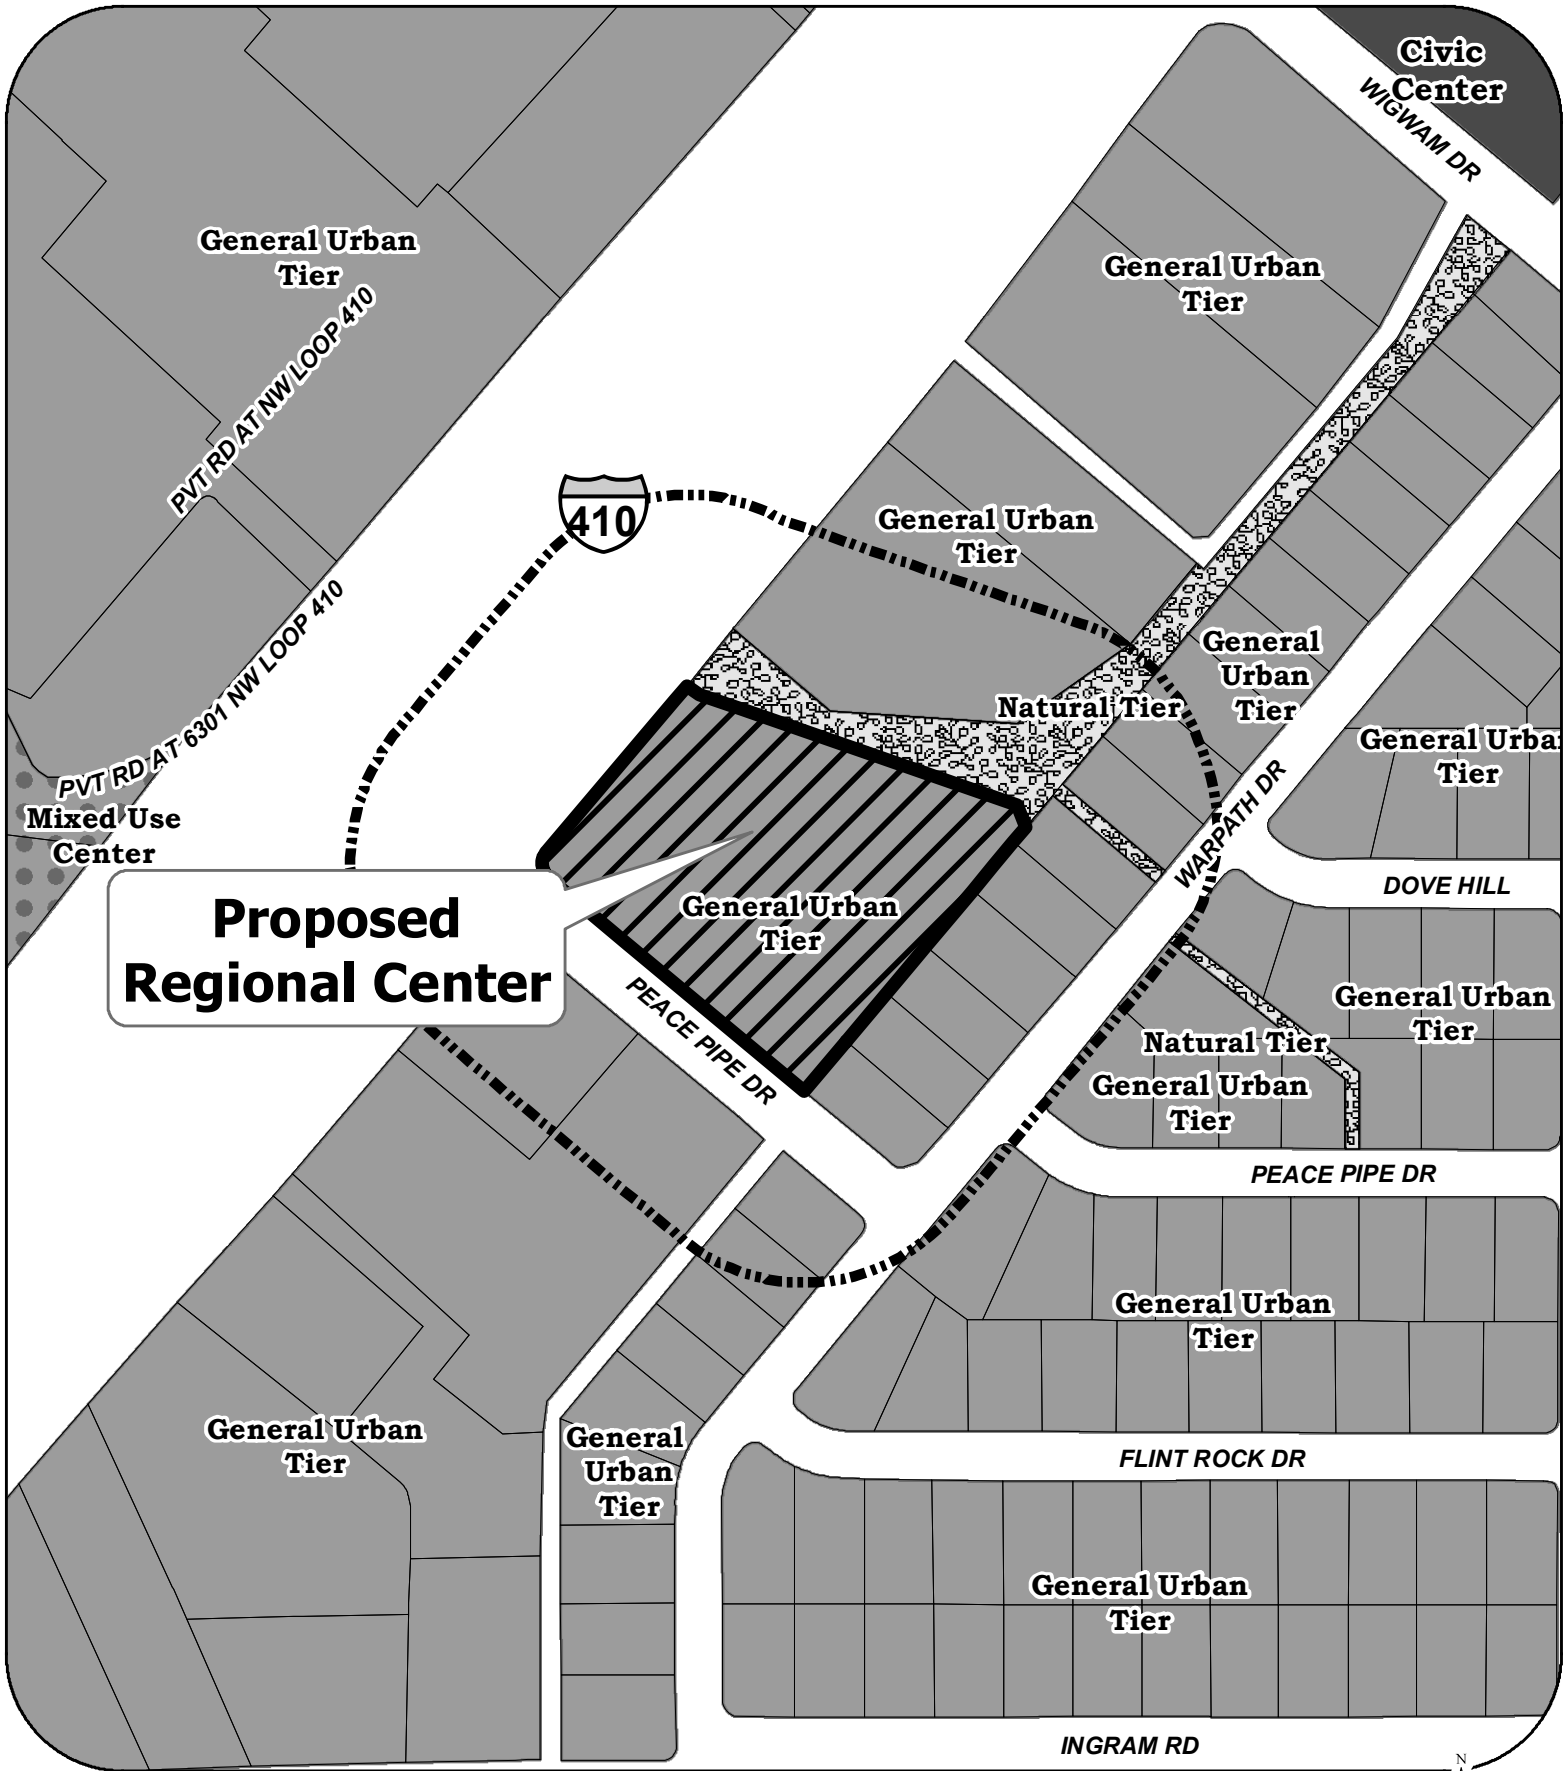 Civic
Center
WIGWAM DR
General Urban
Tier
General Urban
Tier
PVT RD AT NW LOOP 410
410
General Urban
Tier
PVT RD AT 6301 NW LOOP 410
General
Urban
Tier
Natural Tier
General Urba
Tier
Mixed Use
Center
WARPATH DR
DOVE HILL
Proposed
Regional Center
General Urban
Tier
PEACE PIPE DR
General Urban
Tier
Natural Tier
General Urban
Tier
PEACE PIPE DR
General Urban
Tier
General Urban
Tier
General
Urban
Tier
FLINT ROCK DR
General Urban
Tier
INGRAM RD
N